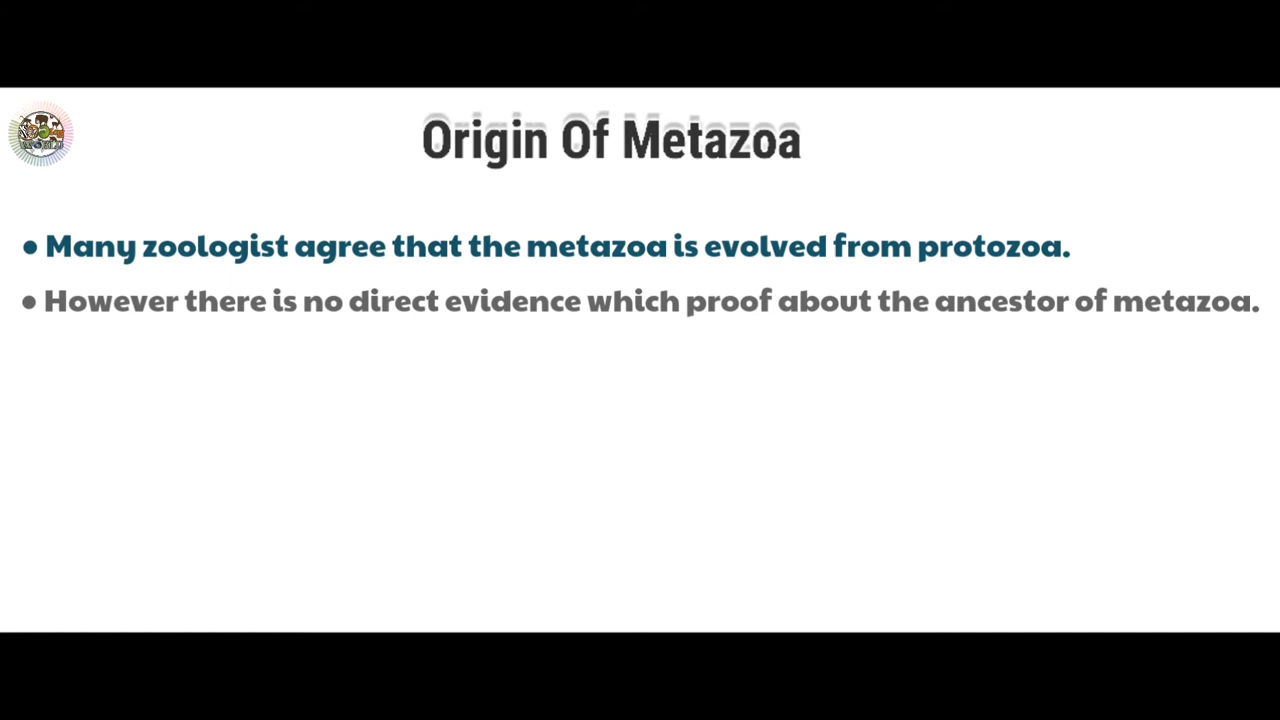 Origin Of Metazoa
● Many zoologist agree that the metazoa is evolved from protozoa.
● However there is no direct evidence which proof about the ancestor of metazoa.